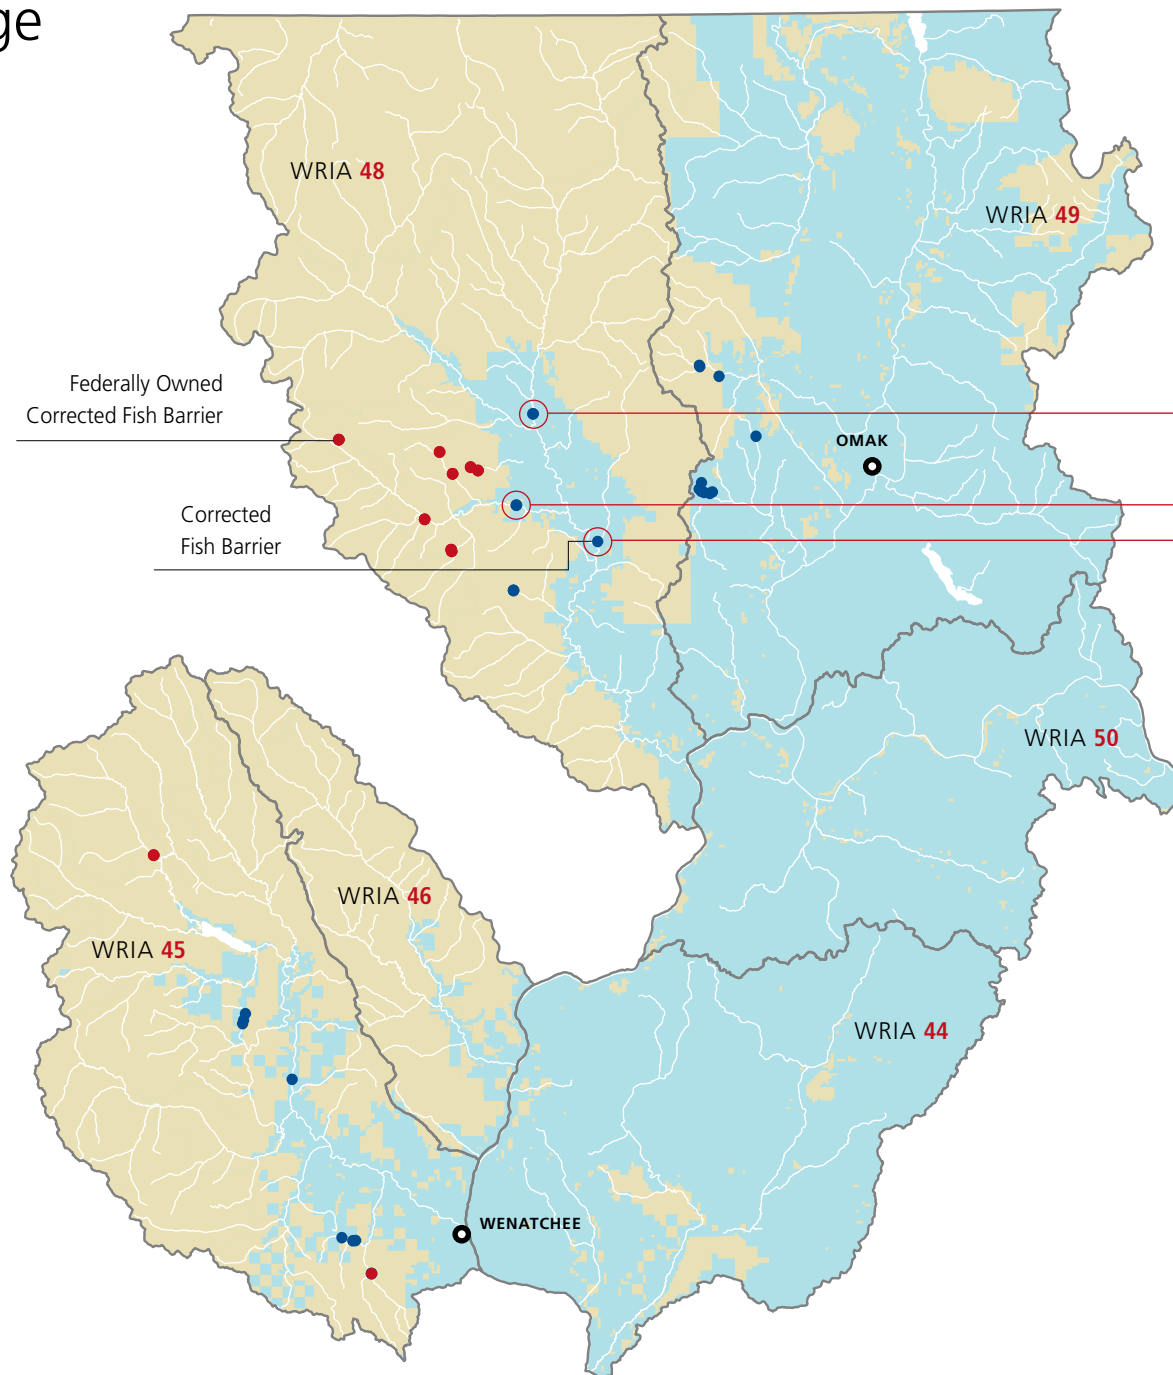 ge
WRIA 48
WRIA 49
Federally Owned
Corrected Fish Barrier
OMAK
Corrected
Fish Barrier
WRIA 50
WRIA 46
WRIA 45
WRIA 44
WENATCHEE